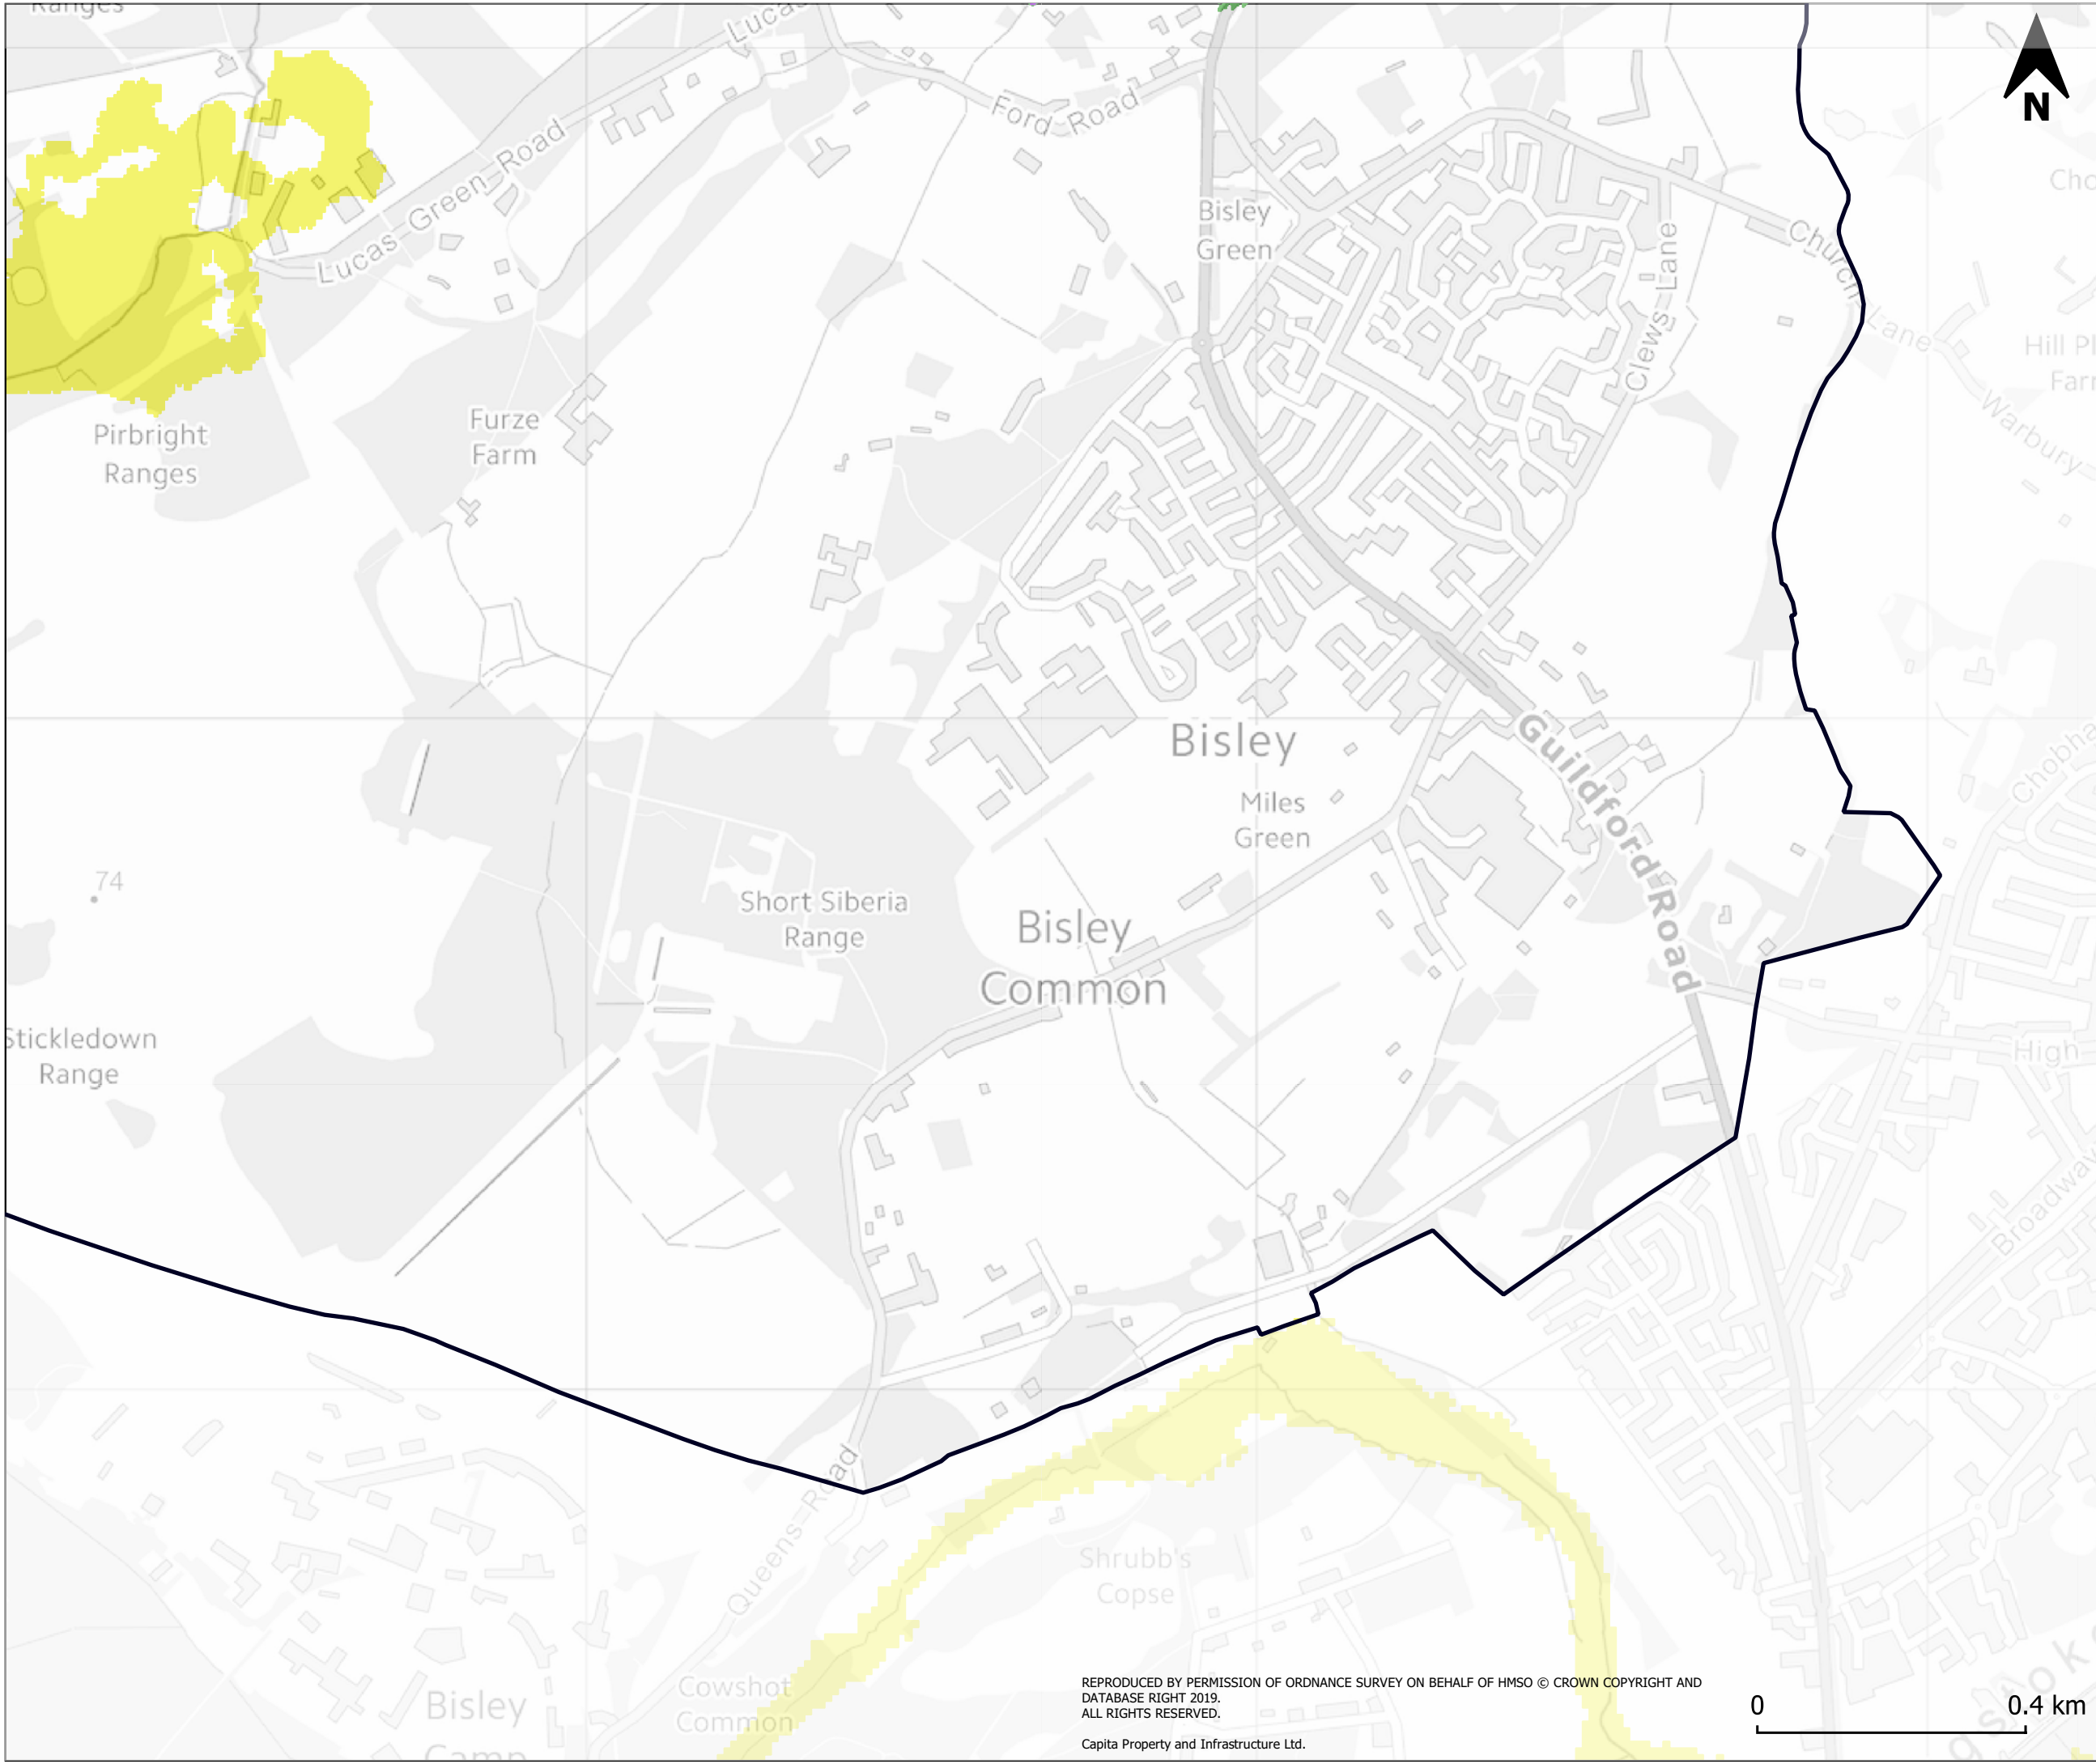 Ranges
Lucas
N
Ford Road
Lucas Green Road
Bisley
Green
Clews Lane
Church Lane
Hill Pl
Farm
Warbury
Pirbright
Ranges
Furze
Farm
Bisley
Guildford Road
Miles
Green
74
Short Siberia
Range
Bisley
Common
Stickledown
Range
High
Broadway
Queens Road
Shrubb's
Copse
Cowshot
Common
Bisley
Camp
REPRODUCED BY PERMISSION OF ORDNANCE SURVEY ON BEHALF OF HMSO © CROWN COPYRIGHT AND
DATABASE RIGHT 2019.
ALL RIGHTS RESERVED.
Capita Property and Infrastructure Ltd.
0 0.4 km